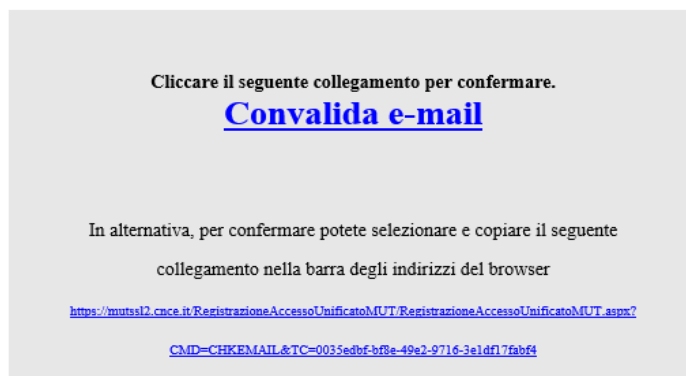 Cliccare il seguente collegamento per confermare.
Convalida e-mail
In alternativa, per confermare potete selezionare e copiare il seguente
collegamento nella barra degli indirizzi del browser
https://mutssl2.cnce.it/RegistrazioneAccessoUnificatoMUT/RegistrazioneAccessoUnificatoMUT.aspx?
CMD=CHKEMAIL&TC=0035edbf-bf8e-49e2-9716-3e1df17fabf4